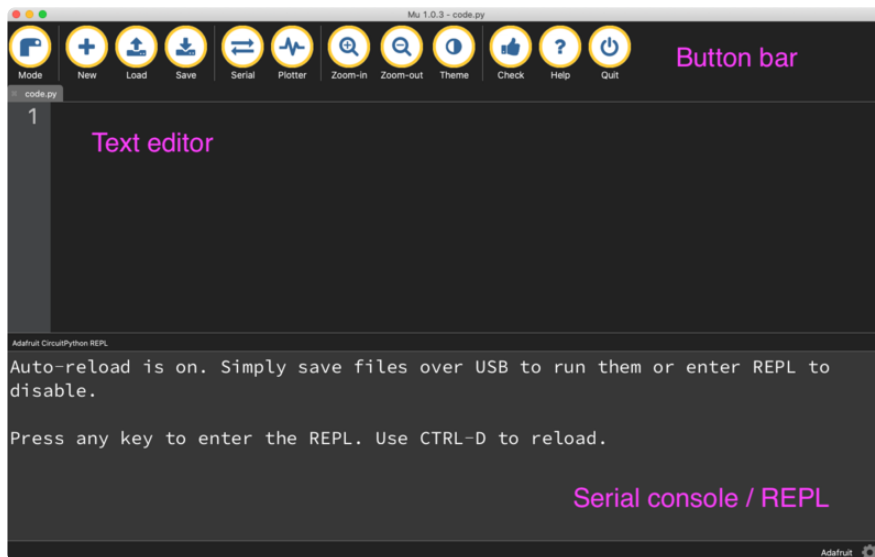 Mu 1.0.3 - code.py
Mode New Load Save Serial Plotter Zoom-in Zoom-out Theme Check Help Quit
Button bar
code.py
1
Text editor
Adafruit CircuitPython REPL
Auto-reload is on. Simply save files over USB to run them or enter REPL to
disable.
Press any key to enter the REPL. Use CTRL-D to reload.
Serial console / REPL
Adafruit